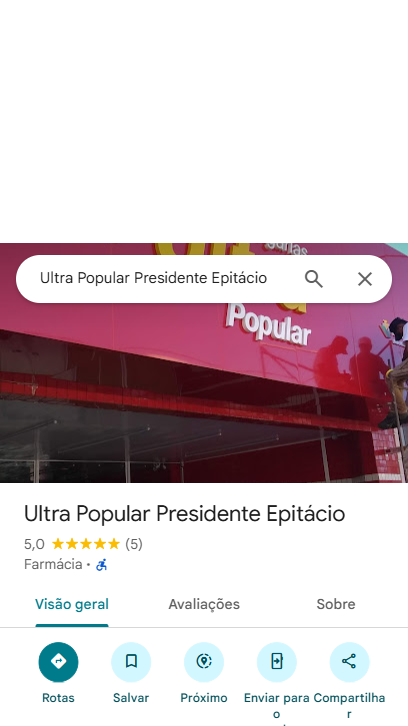 Ultra Popular Presidente Epitácio
Popular
Ultra Popular Presidente Epitácio
5,0 (5)
Farmácia •
Visão geral
Avaliações
Sobre
Rotas
Salvar
Próximo
Enviar para o
Compartilhar